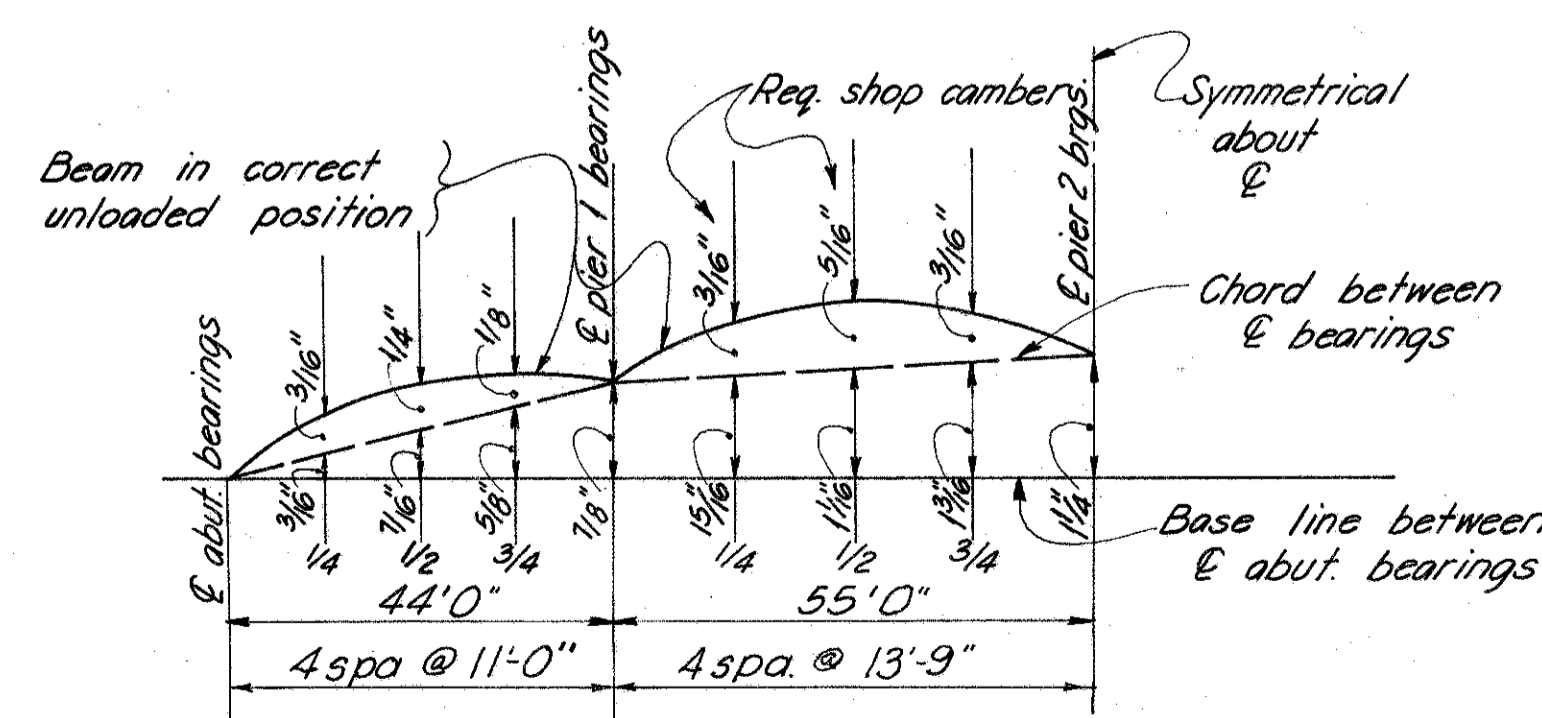 Beam in correct
unloaded position
℄ abut. bearings
℄ pier 1 bearings
Req. shop camber
℄ pier 2 brgs.
Symmetrical
about
℄
Chord between
℄ bearings
Base line between
℄ abut. bearings
3/16"
1/4"
1/8"
3/16"
5/16"
3/16"
3/16"
7/16"
5/8"
7/8"
15/16"
1 1/16"
1 3/16"
1 1/4"
1/4
1/2
3/4
1/4
1/2
3/4
44'0"
55'0"
4 spa @ 11'-0"
4 spa. @ 13'-9"